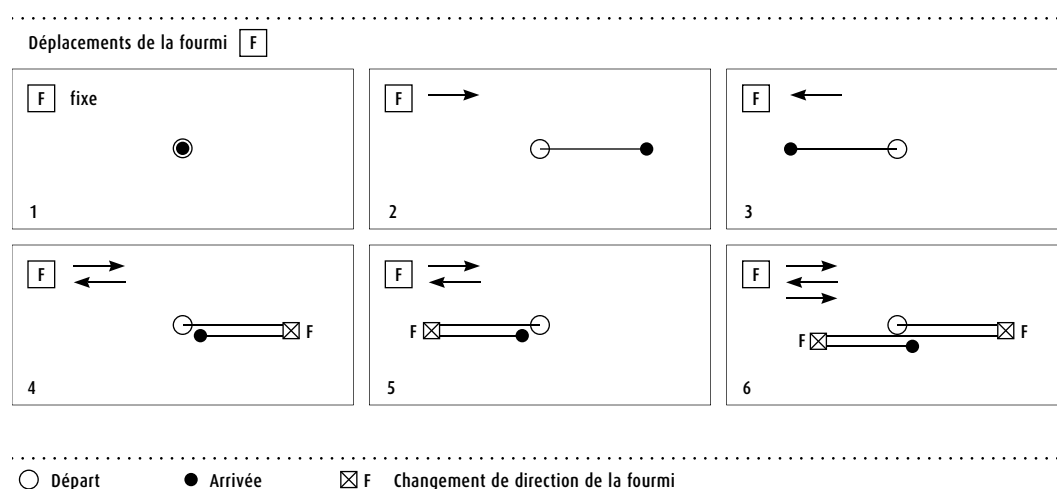 Déplacements de la fourmi F
F fixe
1
F
2
F
3
F
F
4
F
F
5
F
F
F
6
Départ Arrivée F Changement de direction de la fourmi